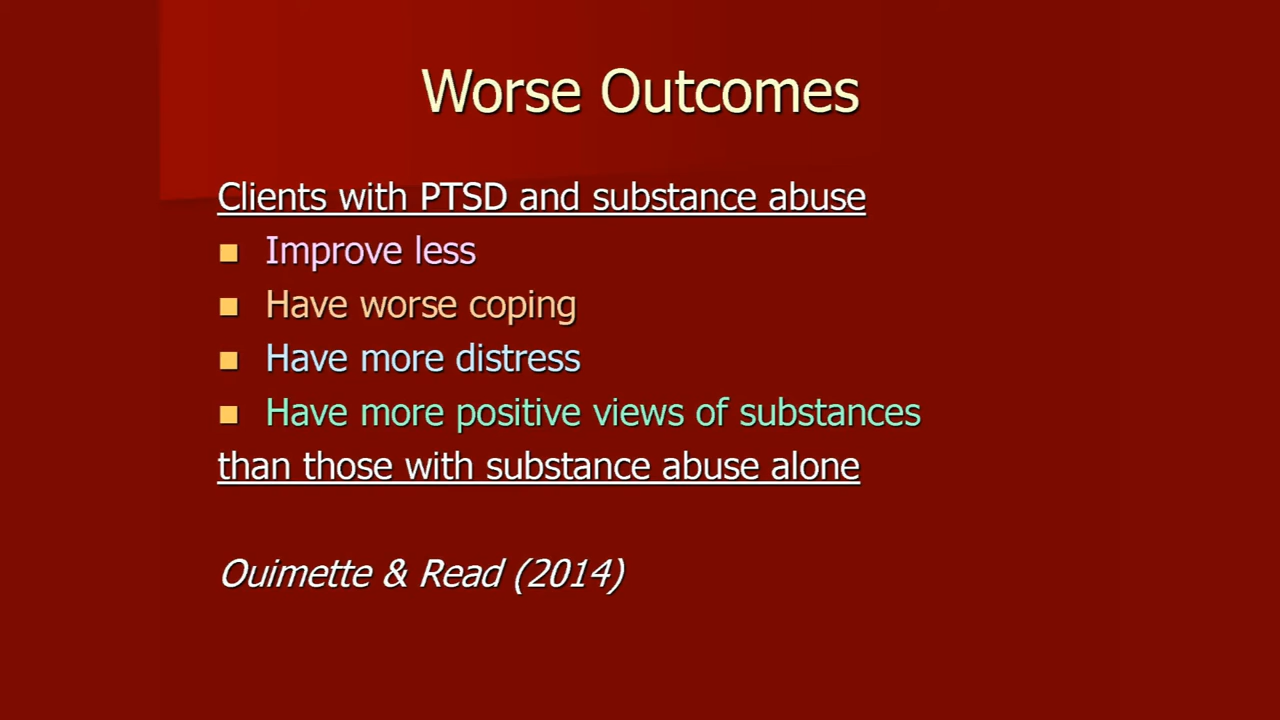 Worse Outcomes
Clients with PTSD and substance abuse
Improve less
Have worse coping
Have more distress
Have more positive views of substances
than those with substance abuse alone
Ouimette & Read (2014)